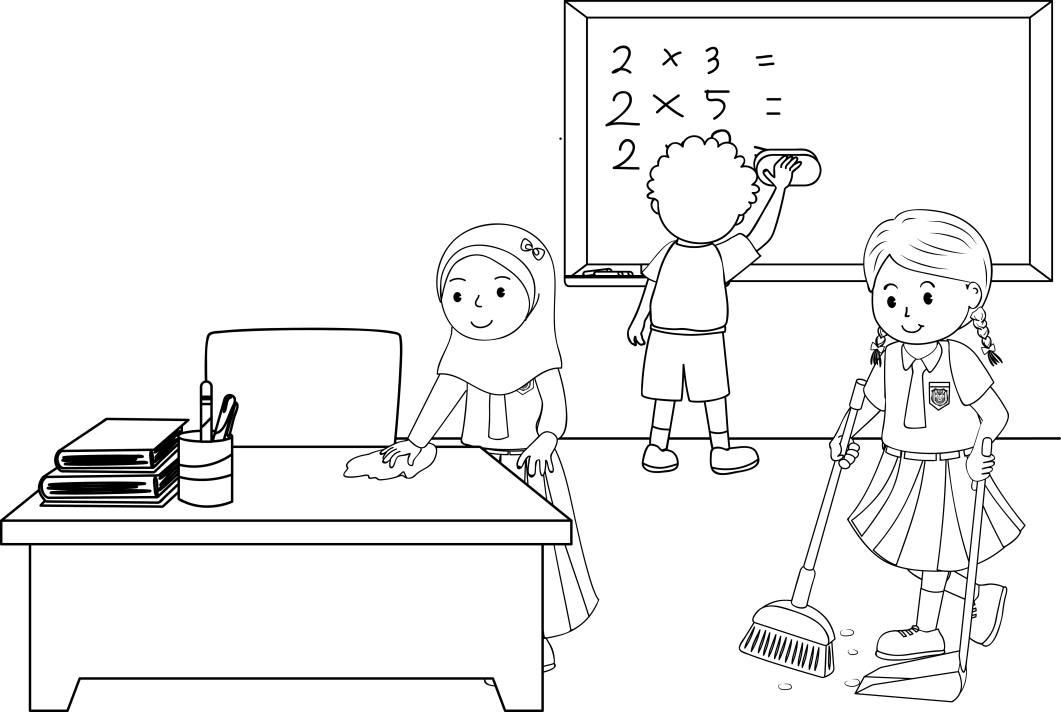 2 × 3 =
2 × 5 =
2